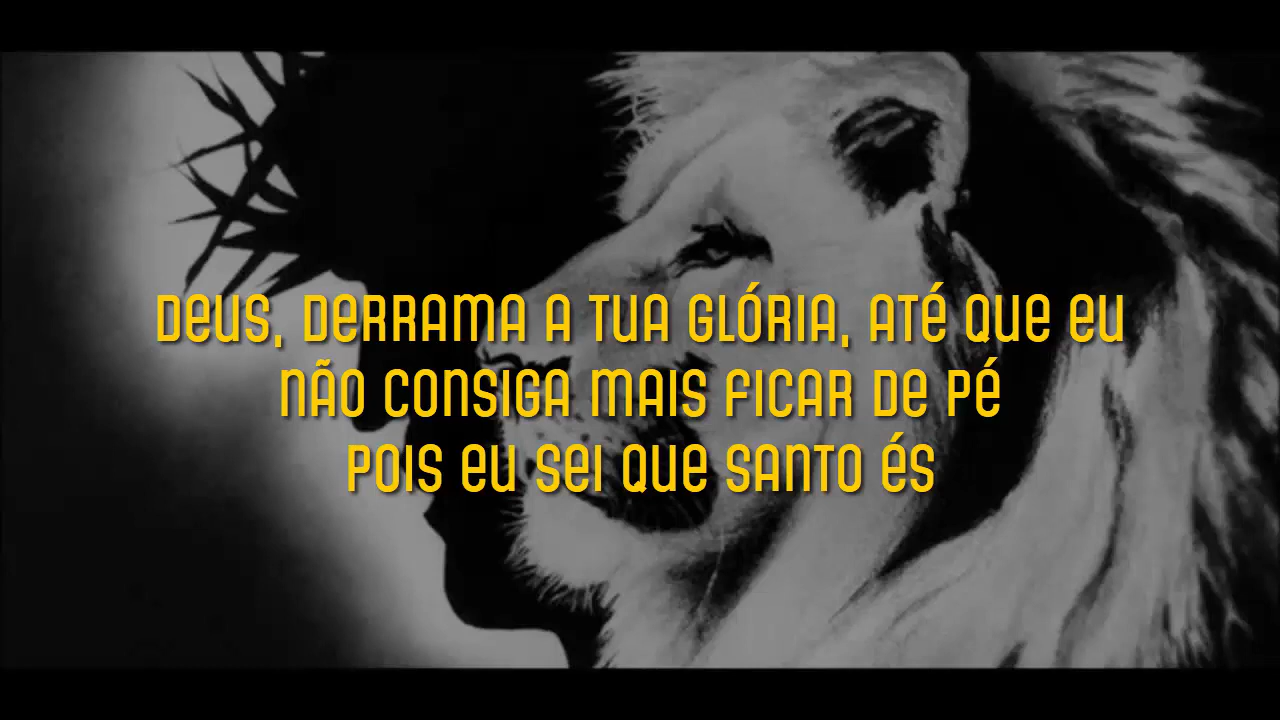 Deus, derrama a tua glória, até que eu
não consiga mais ficar de pé
pois eu sei que santo és